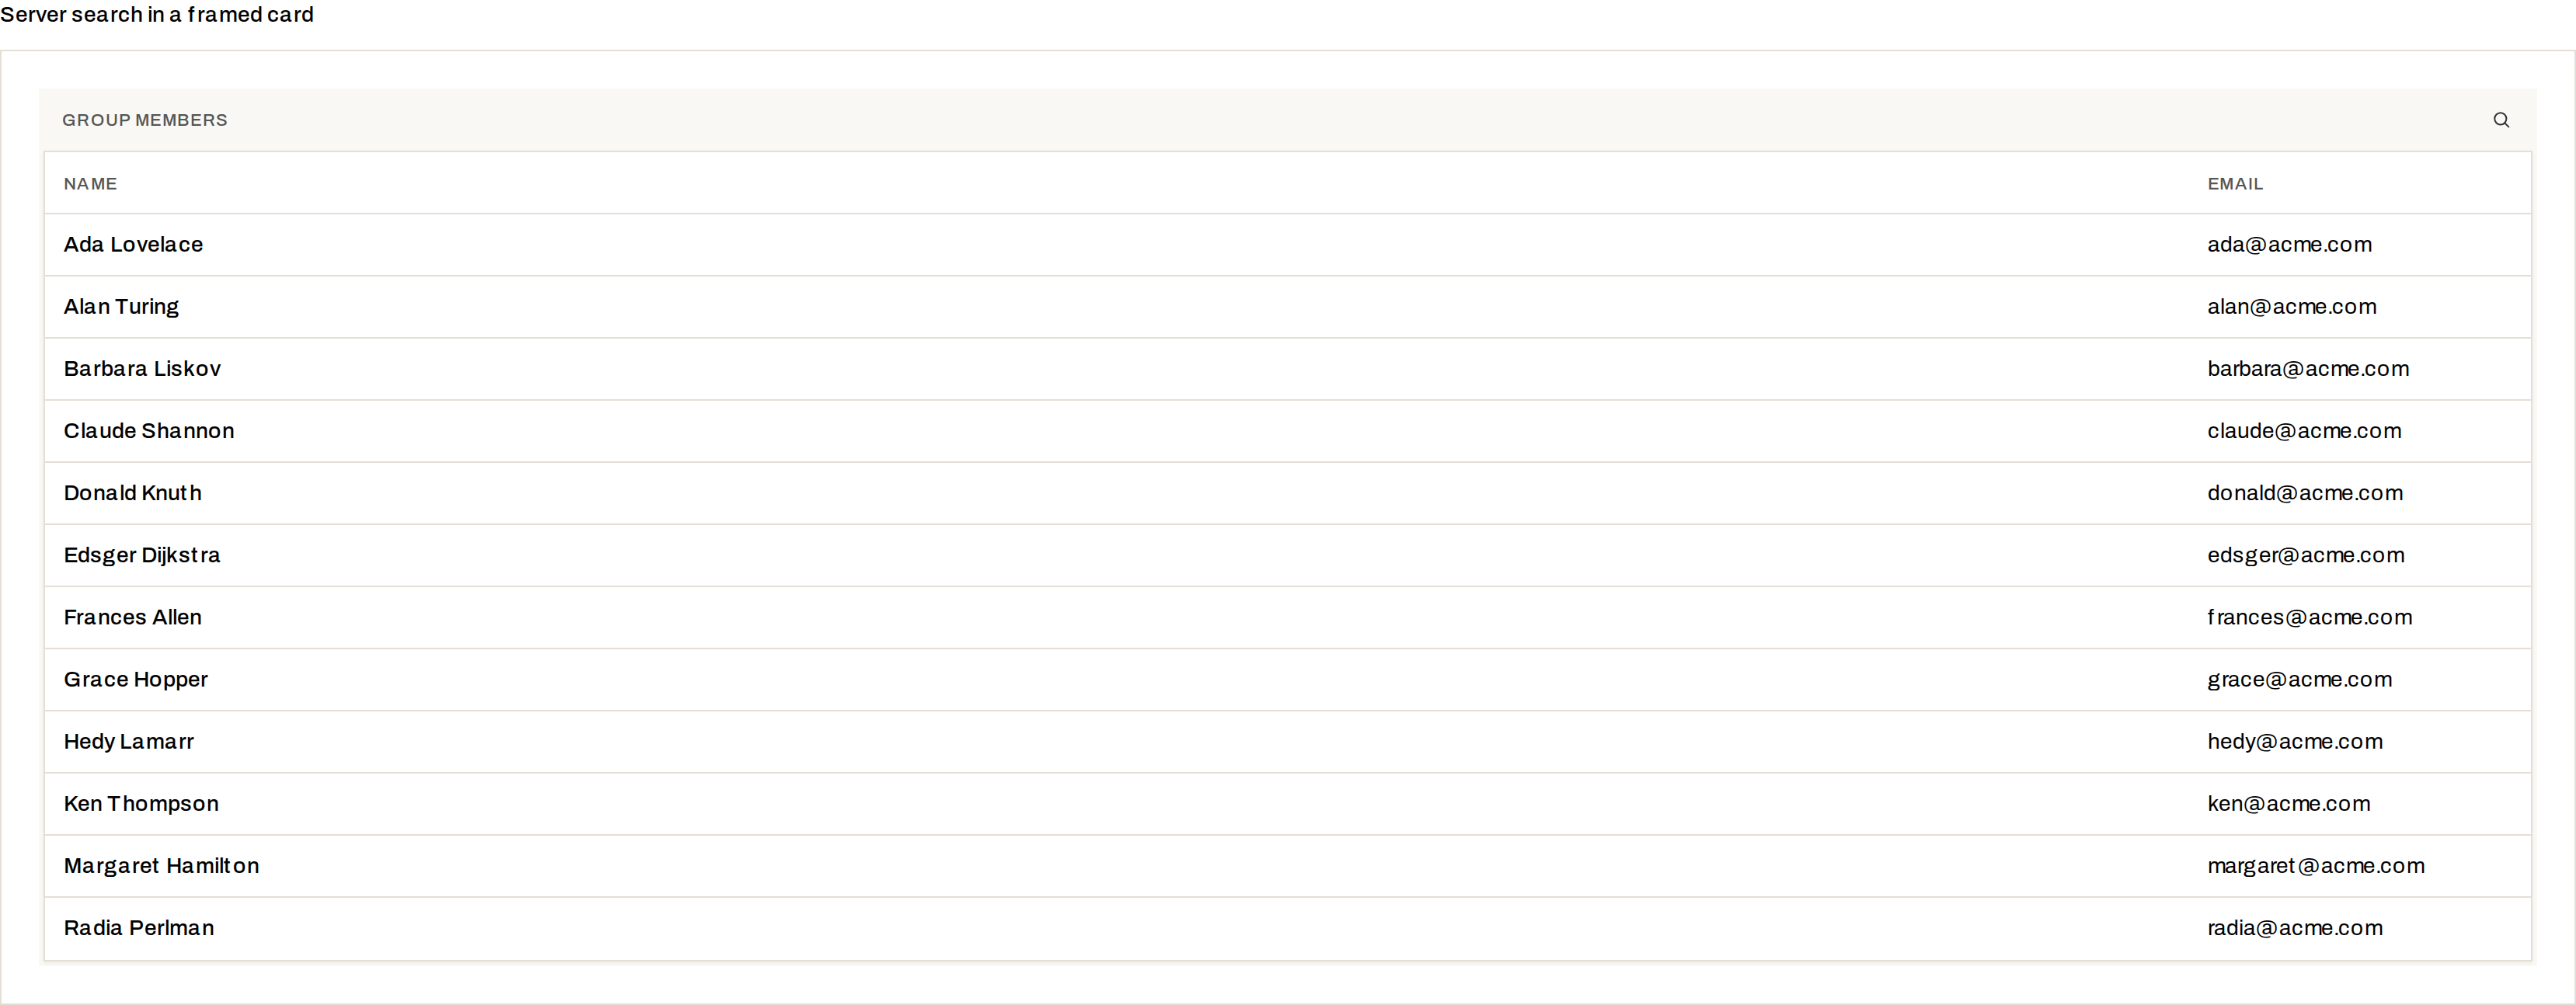 Server search in a framed card
GROUP MEMBERS
NAME EMAIL
Ada Lovelace ada@acme.com
Alan Turing alan@acme.com
Barbara Liskov barbara@acme.com
Claude Shannon claude@acme.com
Donald Knuth donald@acme.com
Edsger Dijkstra edsger@acme.com
Frances Allen frances@acme.com
Grace Hopper grace@acme.com
Hedy Lamarr hedy@acme.com
Ken Thompson ken@acme.com
Margaret Hamilton margaret@acme.com
Radia Perlman radia@acme.com